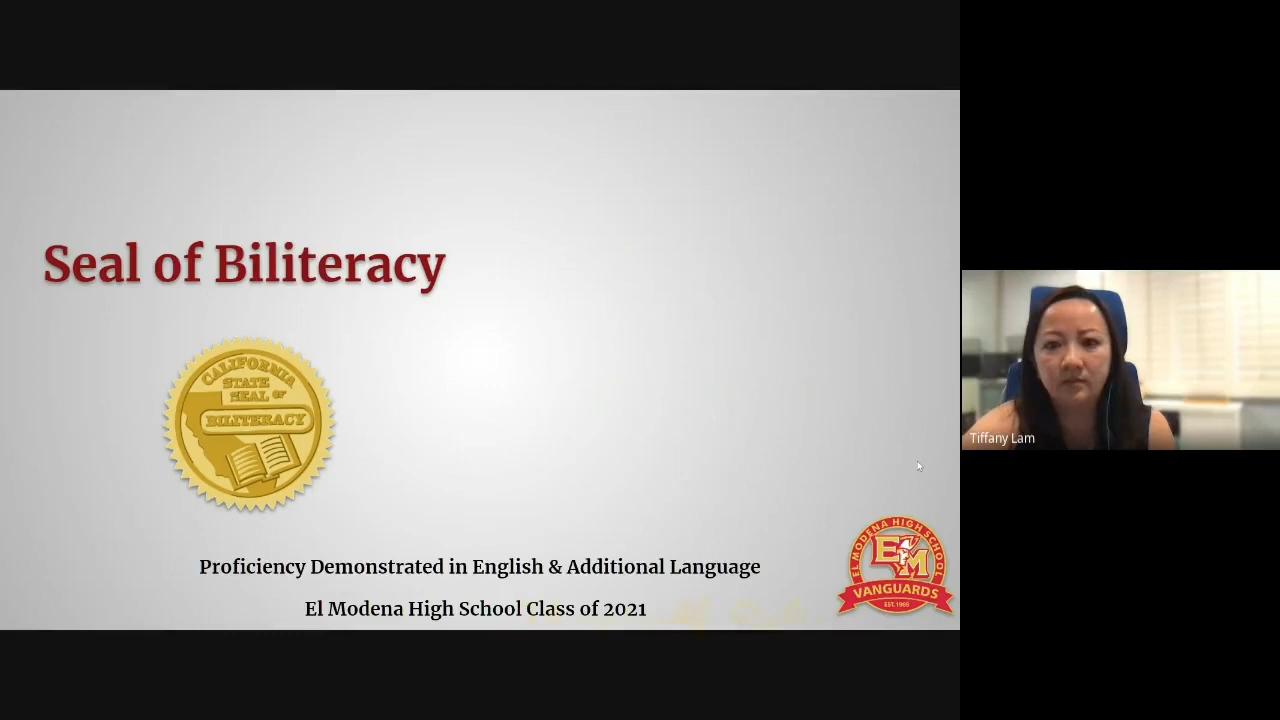 Seal of Biliteracy
CALIFORNIA
STATE
SEAL OF
BILITERACY
Tiffany Lam
EL MODENA HIGH SCHOOL
EM
VANGUARDS
EST. 1966
Proficiency Demonstrated in English & Additional Language
El Modena High School Class of 2021